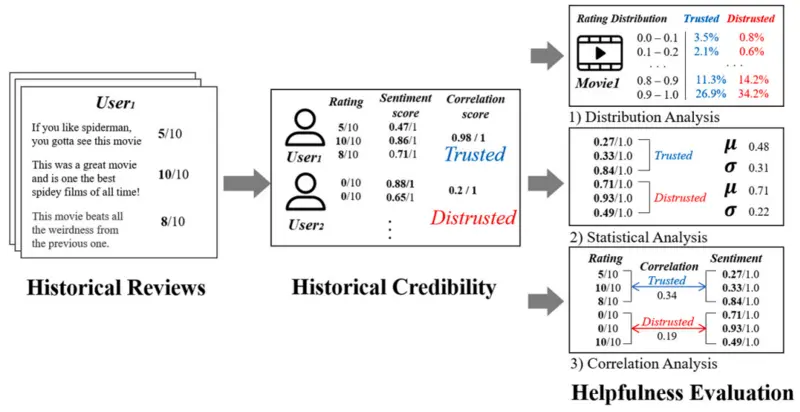 User1
If you like spiderman,
you gotta see this movie
5/10
This was a great movie
and is one the best
spidey films of all time!
10/10
This movie beats all
the weirdness from
the previous one.
8/10
Historical Reviews
Rating Sentiment score Correlation score
User1
5/10 0.47/1
10/10 0.86/1
8/10 0.71/1
0.98 / 1
Trusted
User2
0/10 0.88/1
0/10 0.65/1
0.2 / 1
Distrusted
⋮
Historical Credibility
Rating Distribution Trusted Distrusted
Movie1
0.0 – 0.1 3.5% 0.8%
0.1 – 0.2 2.1% 0.6%
. . . . . .
0.8 – 0.9 11.3% 14.2%
0.9 – 1.0 26.9% 34.2%
1) Distribution Analysis
0.27/1.0
0.33/1.0
0.84/1.0
Trusted
μ 0.48
σ 0.31
0.71/1.0
0.93/1.0
0.49/1.0
Distrusted
μ 0.71
σ 0.22
2) Statistical Analysis
Rating Correlation Sentiment
5/10
10/10
8/10
Trusted
0.34
0.27/1.0
0.33/1.0
0.84/1.0
0/10
0/10
10/10
Distrusted
0.19
0.71/1.0
0.93/1.0
0.49/1.0
3) Correlation Analysis
Helpfulness Evaluation